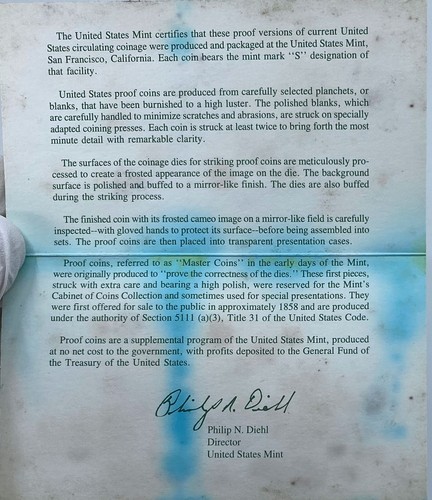 The United States Mint certifies that these proof versions of current United
States circulating coinage were produced and packaged at the United States Mint,
San Francisco, California. Each coin bears the mint mark "S" designation of
that facility.
United States proof coins are produced from carefully selected planchets, or
blanks, that have been burnished to a high luster. The polished blanks, which
are carefully handled to minimize scratches and abrasions, are struck on specially
adapted coining presses. Each coin is struck at least twice to bring forth the most
minute detail with remarkable clarity.
The surfaces of the coinage dies for striking proof coins are meticulously pro-
cessed to create a frosted appearance of the image on the die. The background
surface is polished and buffed to a mirror-like finish. The dies are also buffed
during the striking process.
The finished coin with its frosted cameo image on a mirror-like field is carefully
inspected--with gloved hands to protect its surface--before being assembled into
sets. The proof coins are then placed into transparent presentation cases.
Proof coins, referred to as "Master Coins" in the early days of the Mint,
were originally produced to "prove the correctness of the dies." These first pieces,
struck with extra care and bearing a high polish, were reserved for the Mint's
Cabinet of Coins Collection and sometimes used for special presentations. They
were first offered for sale to the public in approximately 1858 and are produced
under the authority of Section 5111 (a)(3), Title 31 of the United States Code.
Proof coins are a supplemental program of the United States Mint, produced
at no net cost to the government, with profits deposited to the General Fund of
the Treasury of the United States.
Philip N. Diehl
Philip N. Diehl
Director
United States Mint